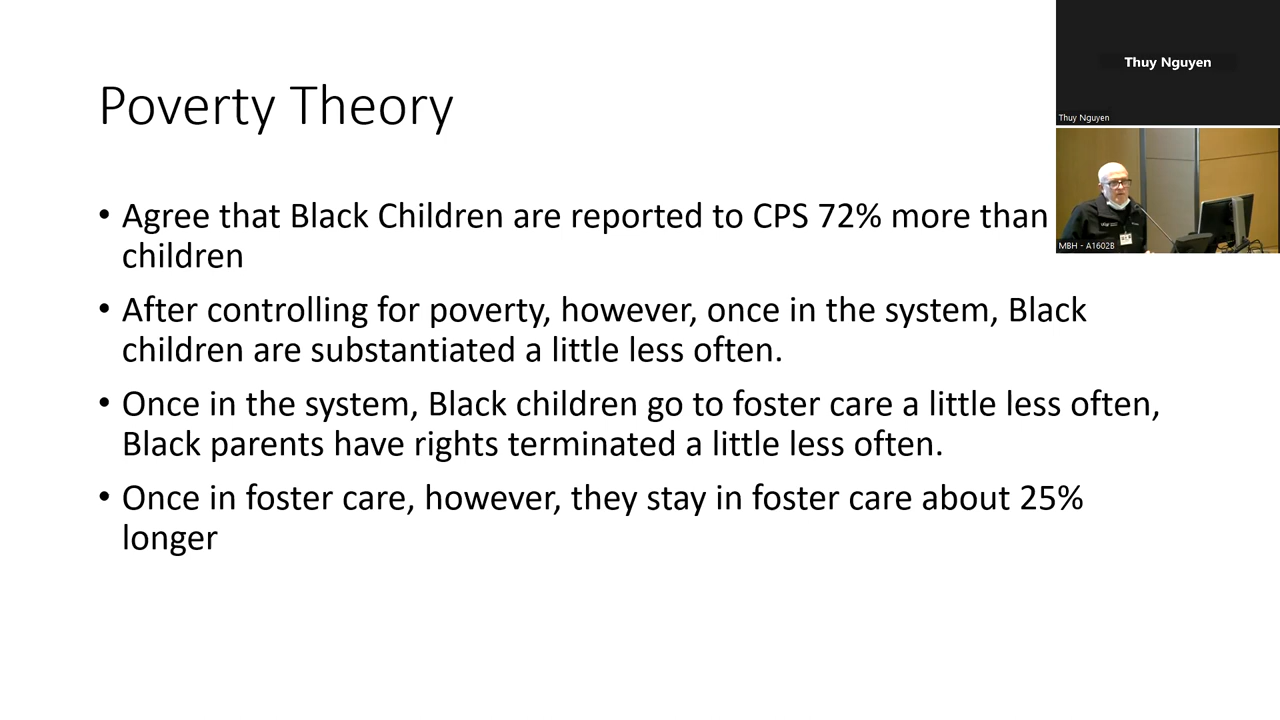 Poverty Theory
• Agree that Black Children are reported to CPS 72% more than
children
• After controlling for poverty, however, once in the system, Black
children are substantiated a little less often.
• Once in the system, Black children go to foster care a little less often,
Black parents have rights terminated a little less often.
• Once in foster care, however, they stay in foster care about 25%
longer
Thuy Nguyen
Thuy Nguyen
MBH - A1602B